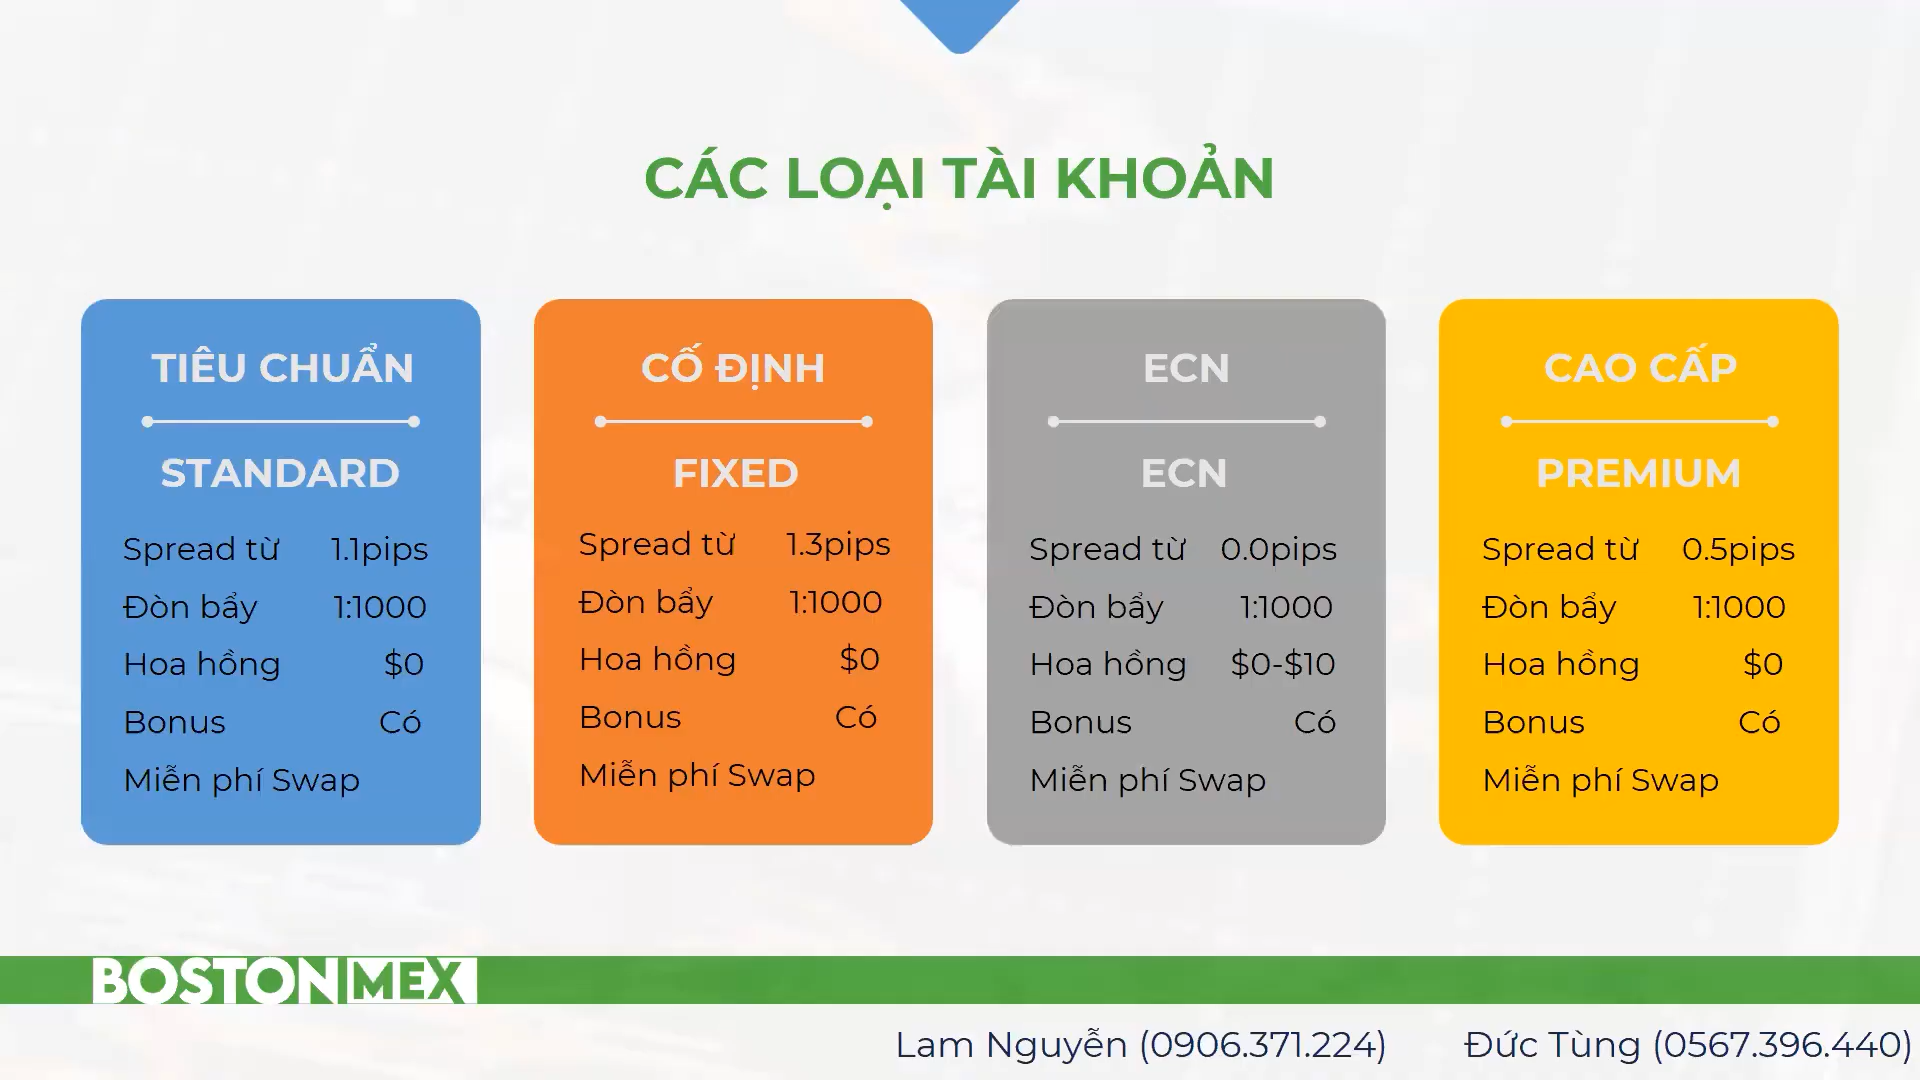 CÁC LOẠI TÀI KHOẢN
TIÊU CHUẨN
STANDARD
Spread từ 1.1pips
Đòn bẩy 1:1000
Hoa hồng $0
Bonus Có
Miễn phí Swap
CỐ ĐỊNH
FIXED
Spread từ 1.3pips
Đòn bẩy 1:1000
Hoa hồng $0
Bonus Có
Miễn phí Swap
ECN
ECN
Spread từ 0.0pips
Đòn bẩy 1:1000
Hoa hồng $0-$10
Bonus Có
Miễn phí Swap
CAO CẤP
PREMIUM
Spread từ 0.5pips
Đòn bẩy 1:1000
Hoa hồng $0
Bonus Có
Miễn phí Swap
BOSTONMEX
Lam Nguyễn (0906.371.224) Đức Tùng (0567.396.440)